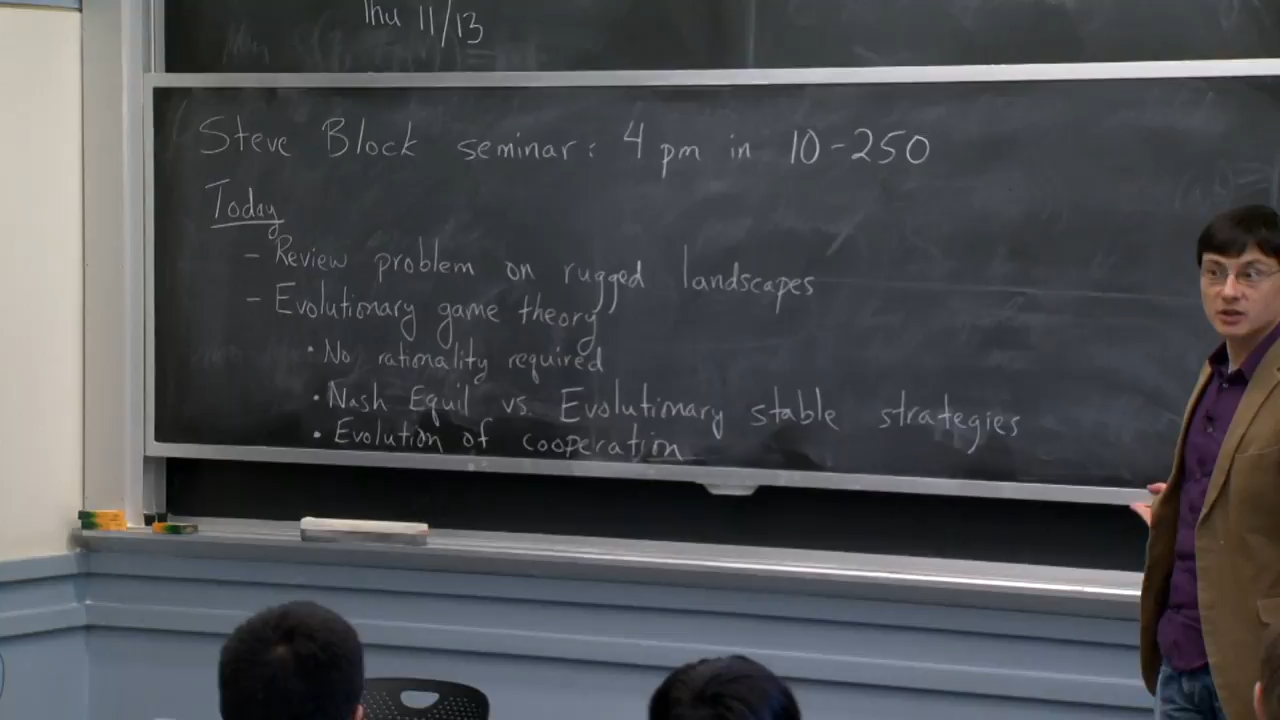 Thu 11/13
Steve Block seminar: 4 pm in 10-250
Today
- Review problem on rugged landscapes
- Evolutionary game theory
• No rationality required
• Nash Equil vs. Evolutionary stable strategies
• Evolution of cooperation